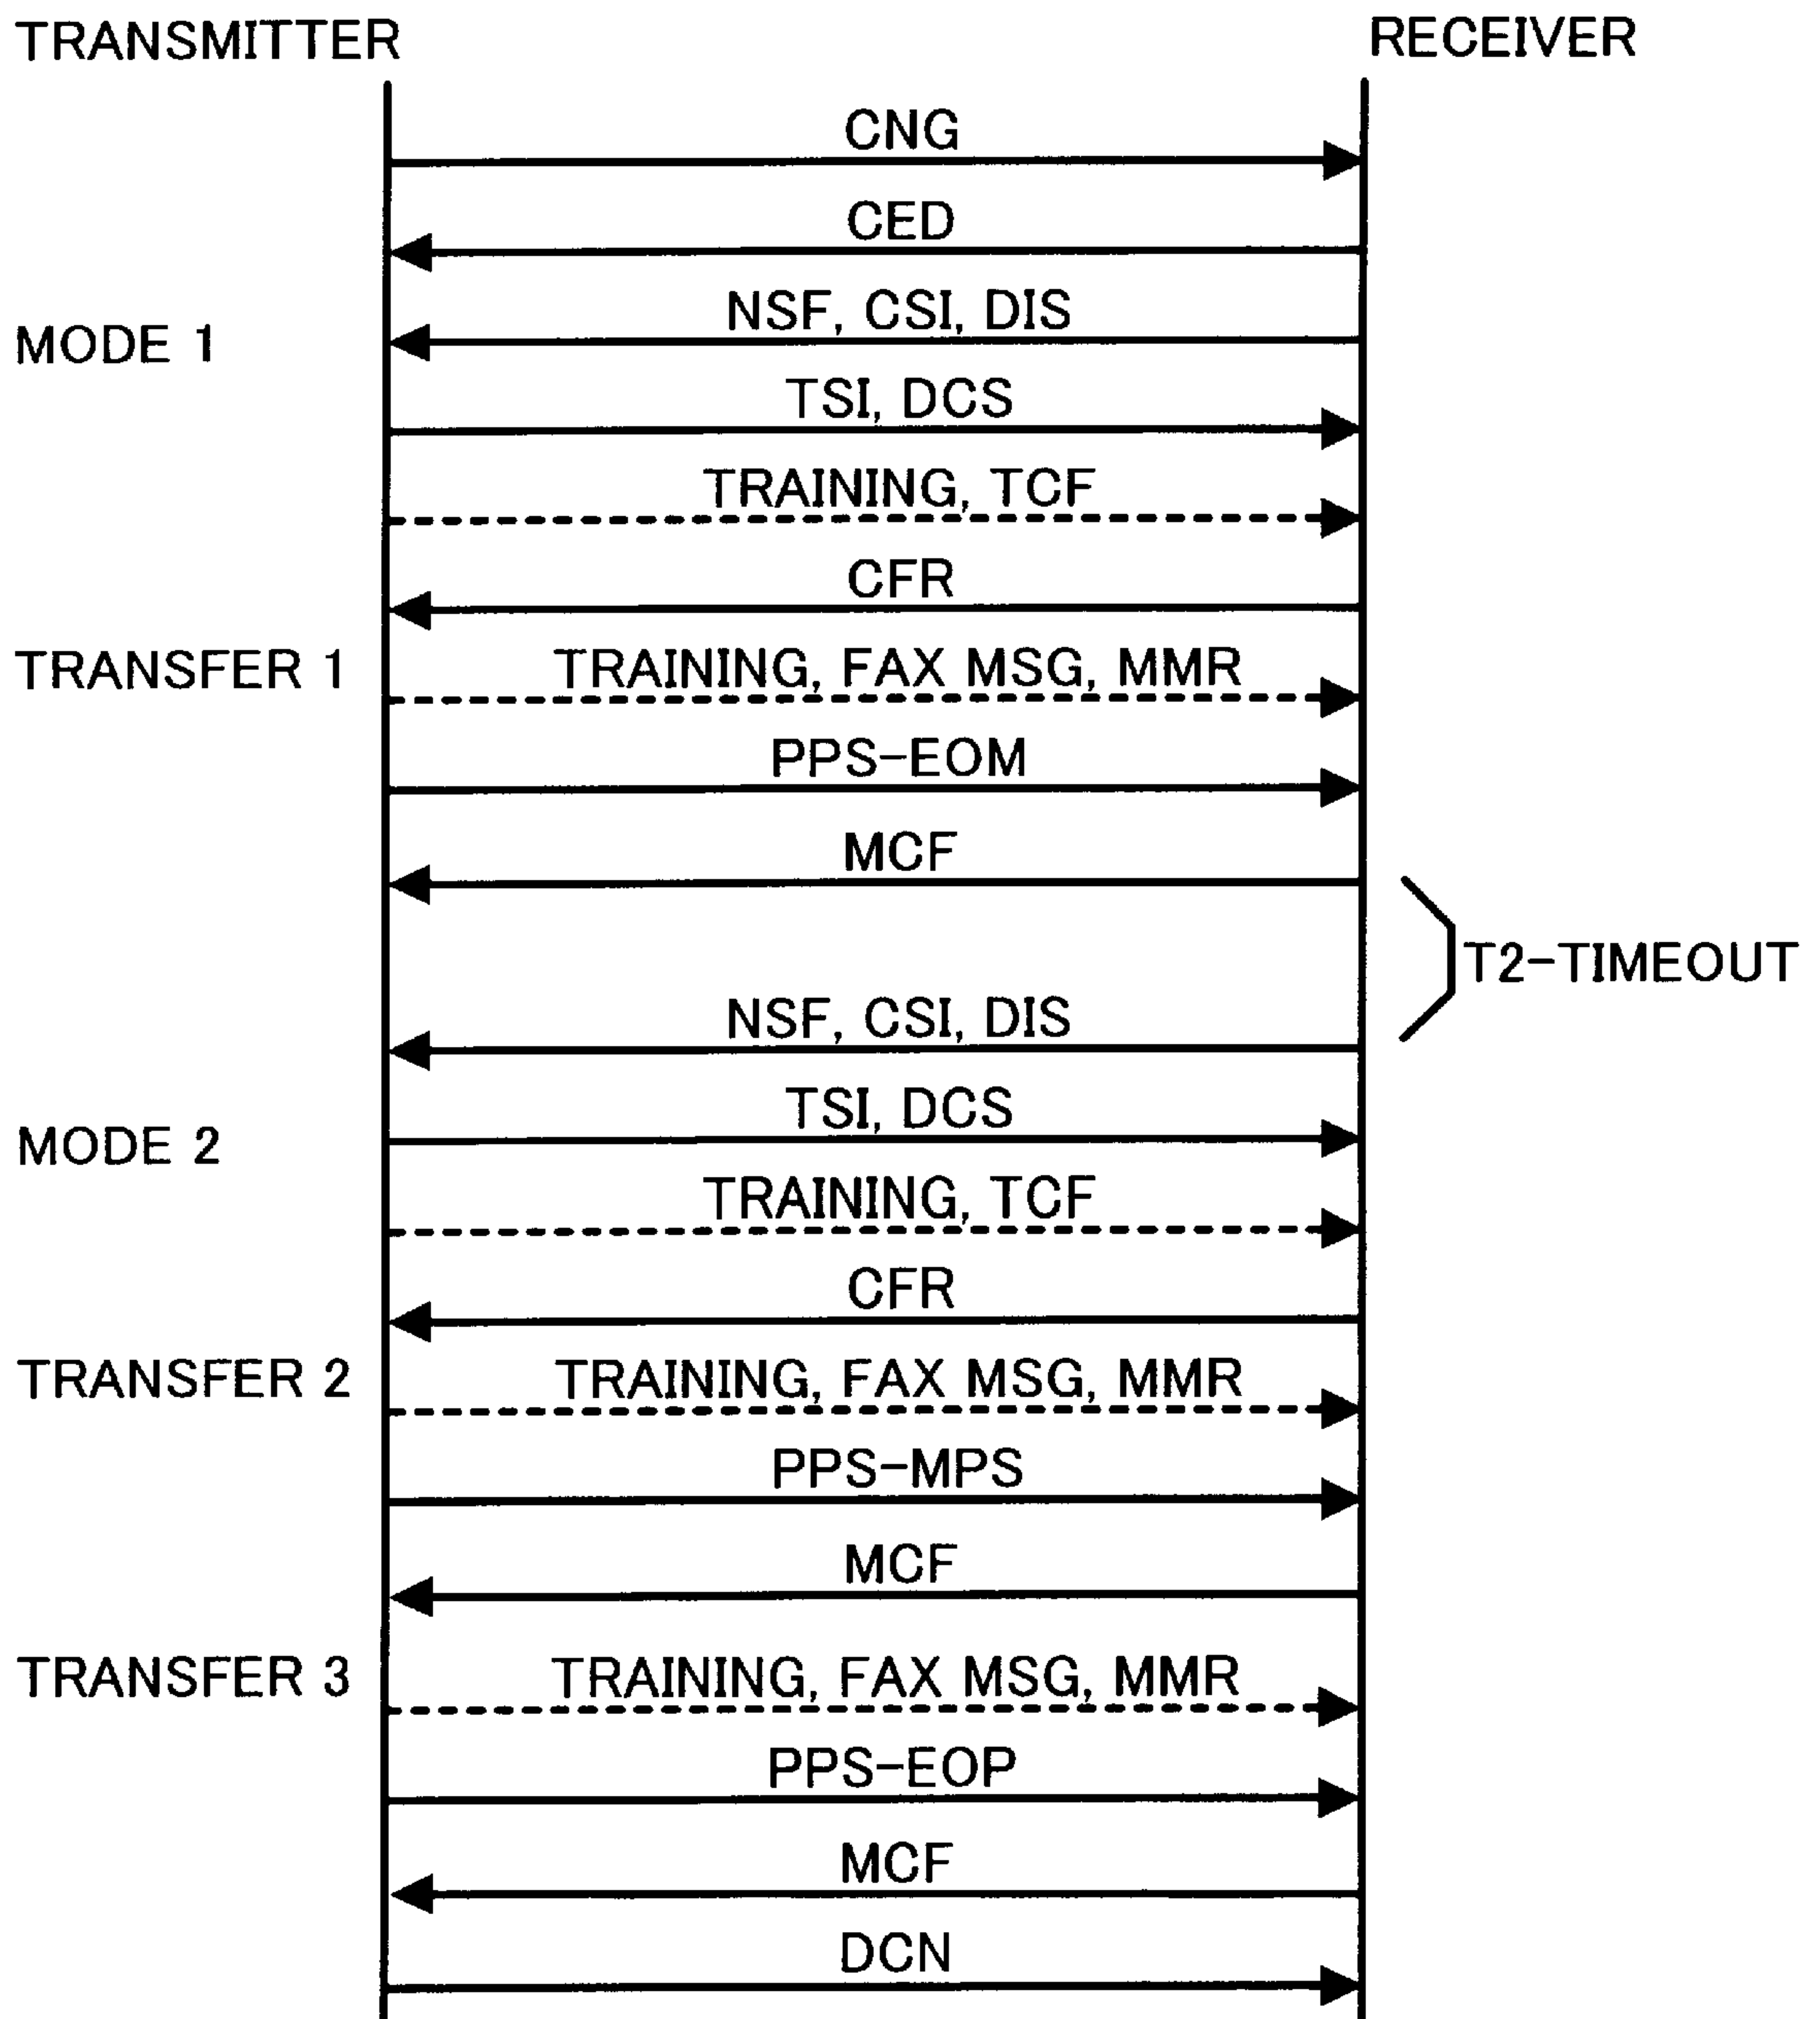 TRANSMITTER
RECEIVER
CNG
CED
NSF, CSI, DIS
MODE 1
TSI, DCS
TRAINING, TCF
CFR
TRANSFER 1
TRAINING, FAX MSG, MMR
PPS-EOM
MCF
T2-TIMEOUT
NSF, CSI, DIS
TSI, DCS
MODE 2
TRAINING, TCF
CFR
TRANSFER 2
TRAINING, FAX MSG, MMR
PPS-MPS
MCF
TRANSFER 3
TRAINING, FAX MSG, MMR
PPS-EOP
MCF
DCN